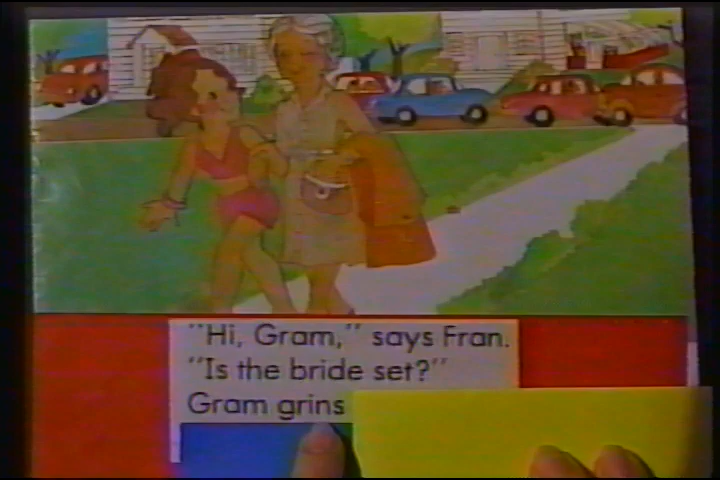 "Hi, Gram," says Fran.
"Is the bride set?"
Gram grins